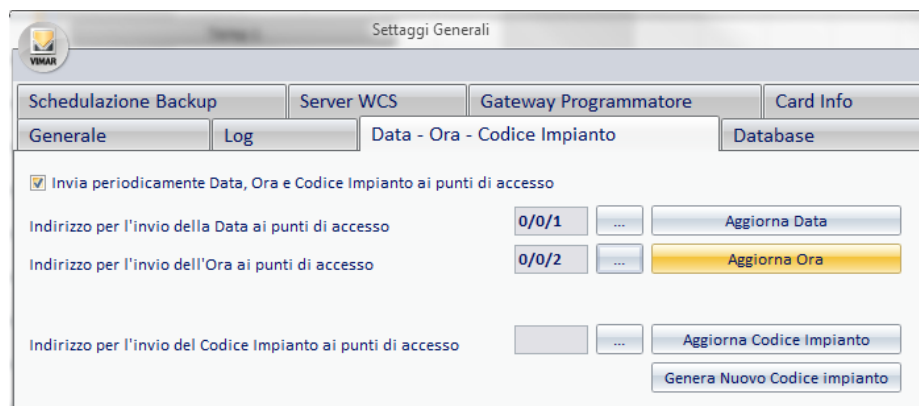 Settaggi Generali
VIMAR
Schedulazione Backup Server WCS Gateway Programmatore Card Info
Generale Log Data - Ora - Codice Impianto Database
Invia periodicamente Data, Ora e Codice Impianto ai punti di accesso
Indirizzo per l'invio della Data ai punti di accesso 0/0/1 ... Aggiorna Data
Indirizzo per l'invio dell'Ora ai punti di accesso 0/0/2 ... Aggiorna Ora
Indirizzo per l'invio del Codice Impianto ai punti di accesso ... Aggiorna Codice Impianto
Genera Nuovo Codice impianto